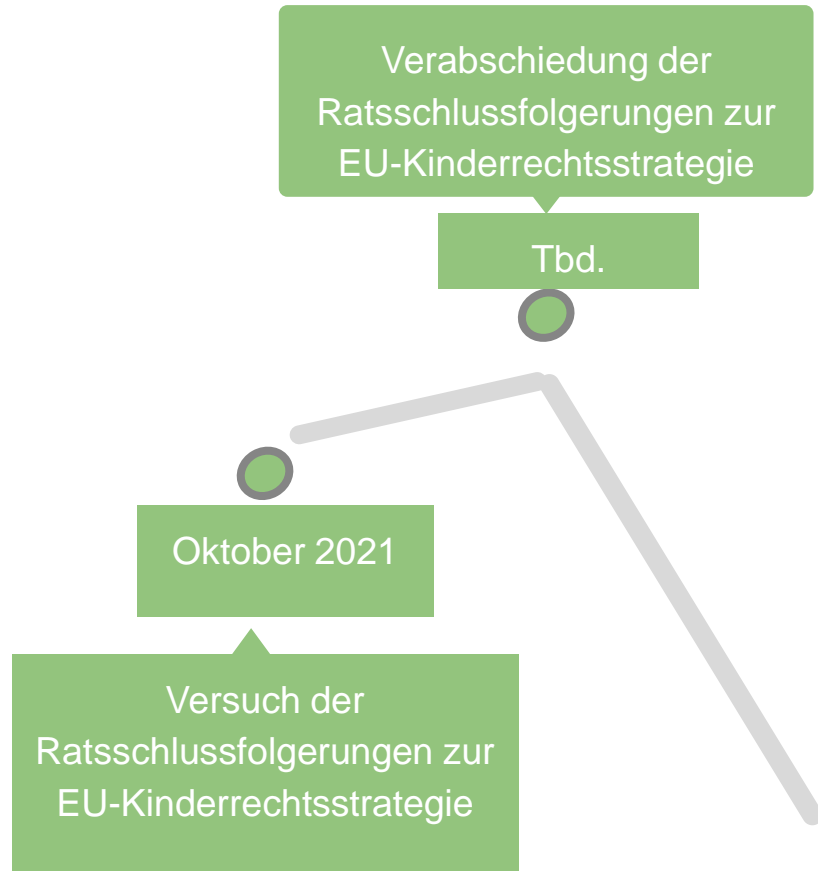 Verabschiedung der
Ratsschlussfolgerungen zur
EU-Kinderrechtsstrategie
Tbd.
Oktober 2021
Versuch der
Ratsschlussfolgerungen zur
EU-Kinderrechtsstrategie